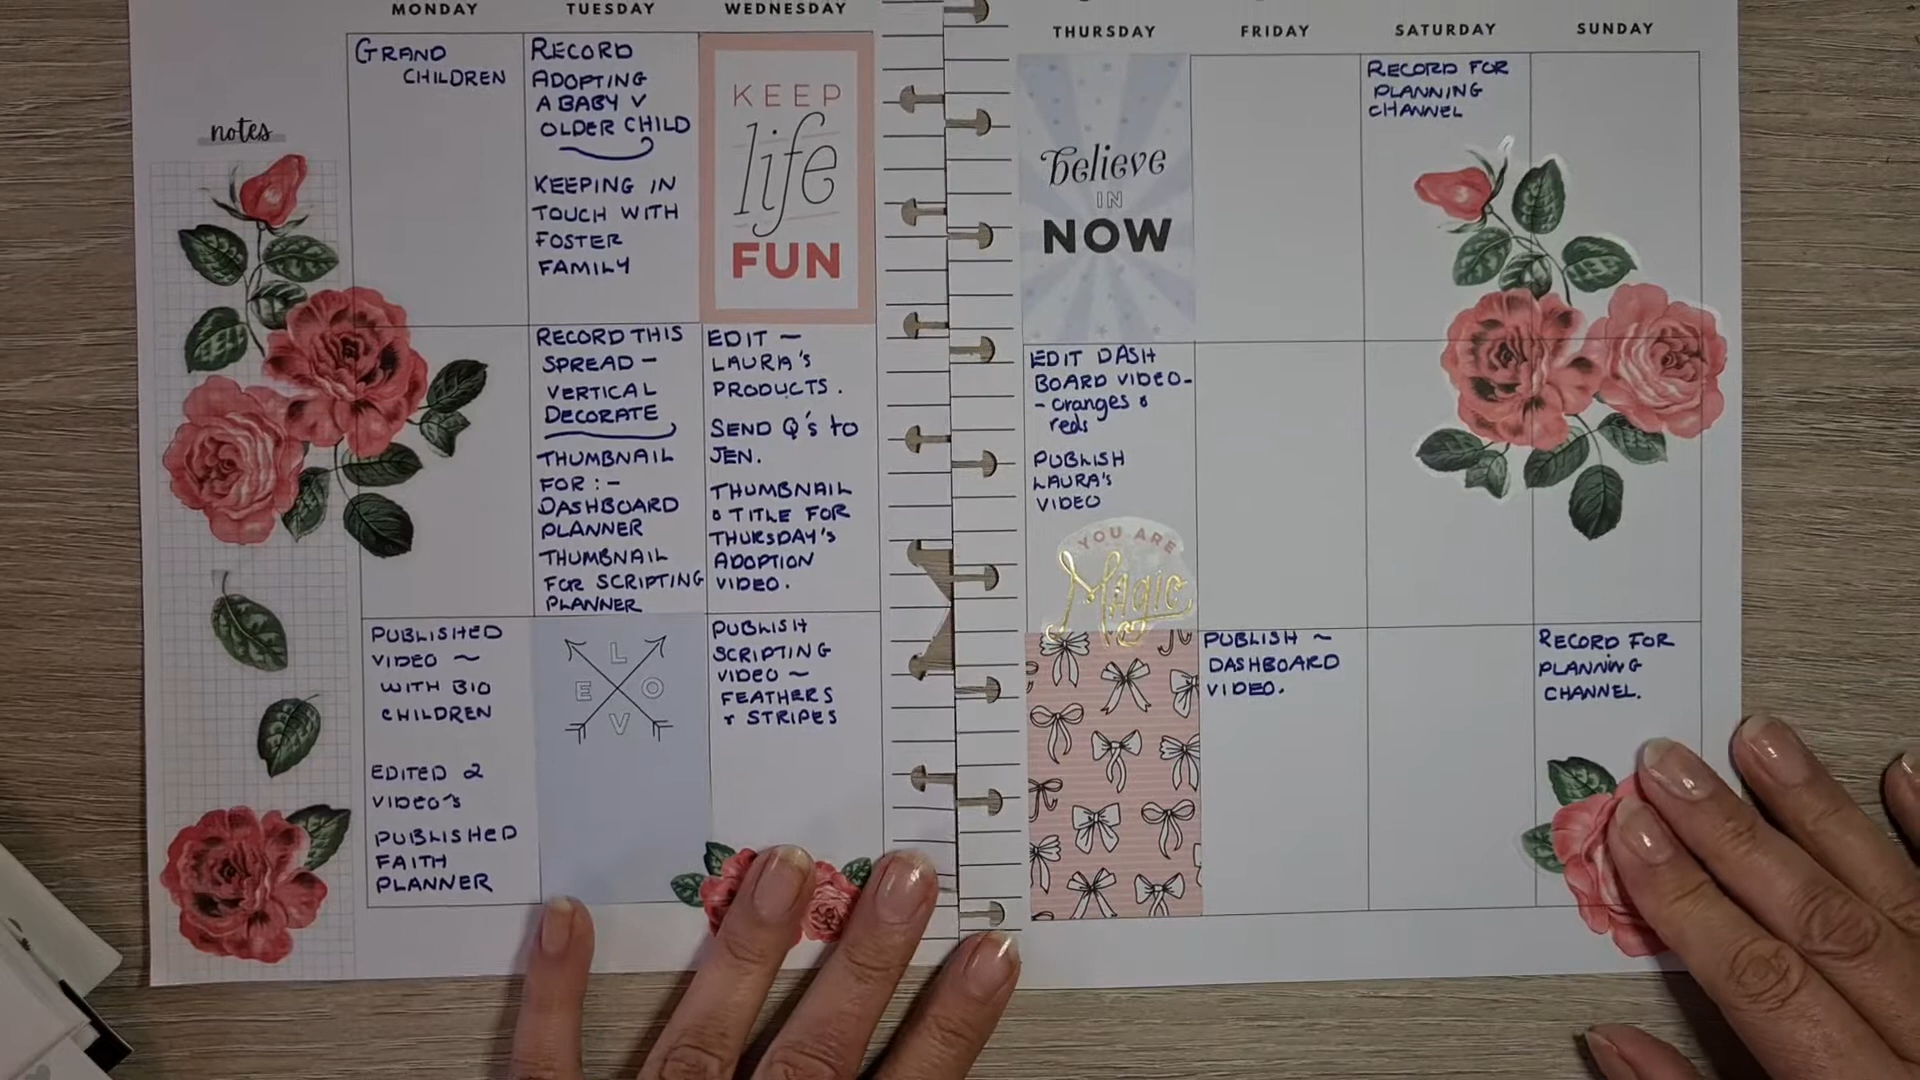 MONDAY
TUESDAY
WEDNESDAY
THURSDAY
FRIDAY
SATURDAY
SUNDAY
notes
GRAND
CHILDREN
PUBLISHED
VIDEO ~
WITH BIO
CHILDREN
EDITED 2
VIDEO'S
PUBLISHED
FAITH
PLANNER
RECORD
ADOPTING
A BABY V
OLDER CHILD
KEEPING IN
TOUCH WITH
FOSTER
FAMILY
RECORD THIS
SPREAD -
VERTICAL
DECORATE
THUMBNAIL
FOR :-
DASHBOARD
PLANNER
THUMBNAIL
FOR SCRIPTING
PLANNER
L
E O
V
KEEP
life
FUN
EDIT ~
LAURA'S
PRODUCTS.
SEND Q'S to
JEN.
THUMBNAIL
& TITLE FOR
THURSDAY'S
ADOPTION
VIDEO.
PUBLISH
SCRIPTING
VIDEO ~
FEATHERS
+ STRIPES
believe
IN
NOW
EDIT DASH
BOARD VIDEO-
- oranges &
reds
PUBLISH
LAURA'S
VIDEO
YOU ARE
Magic
PUBLISH ~
DASHBOARD
VIDEO.
RECORD FOR
PLANNING
CHANNEL
RECORD FOR
PLANNING
CHANNEL.